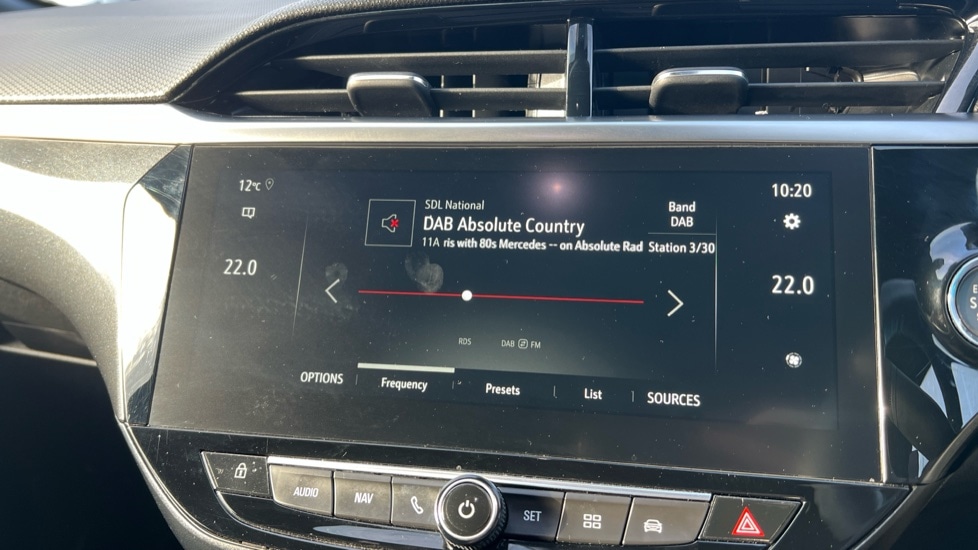 12°C
10:20
SDL National
DAB Absolute Country
11A ris with 80s Mercedes -- on Absolute Rad
Band
DAB
Station 3/30
22.0
22.0
RDS
DAB FM
OPTIONS
Frequency
Presets
List
SOURCES
AUDIO
NAV
SET